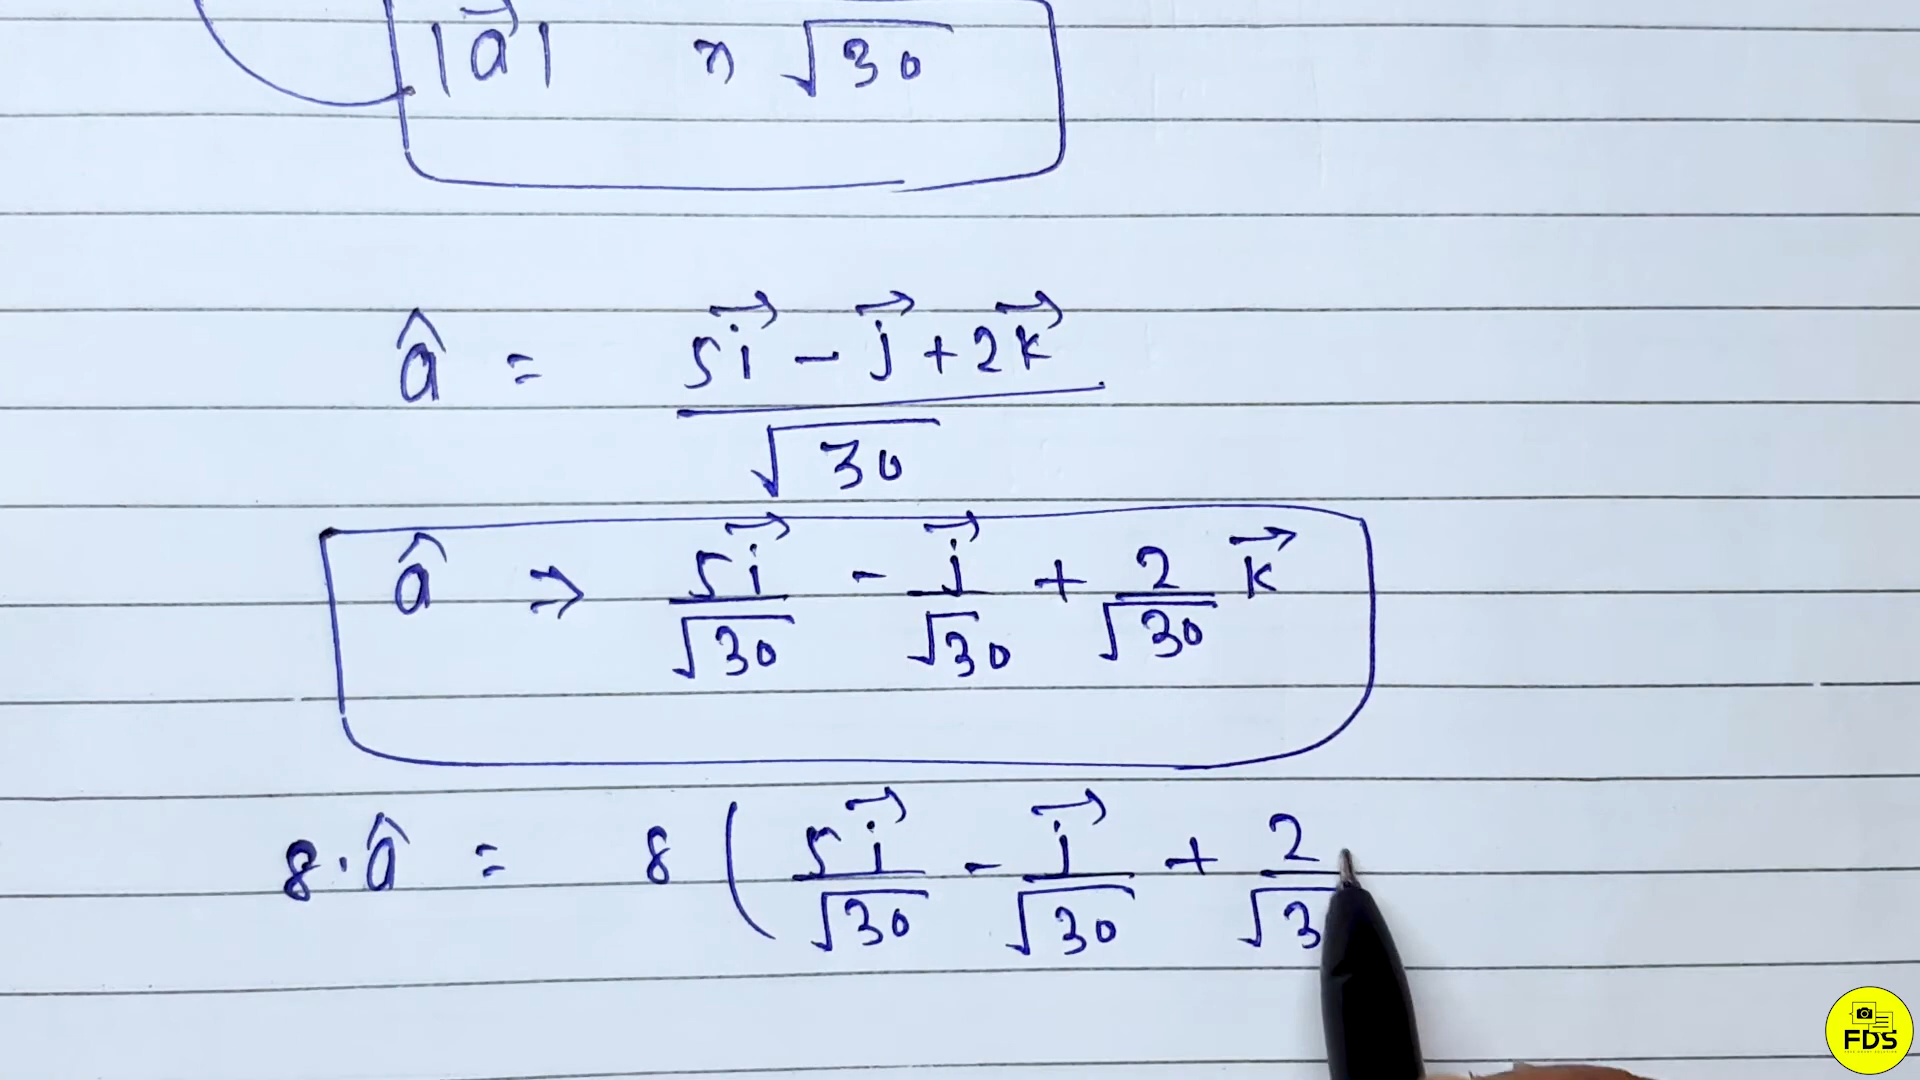 |a⃗| = √30
â = (5i⃗ - j⃗ + 2k⃗) / √30
â ⇒ 5i⃗/√30 - j⃗/√30 + 2/√30 k⃗
8·â = 8 ( 5i⃗/√30 - j⃗/√30 + 2/√3
FDS